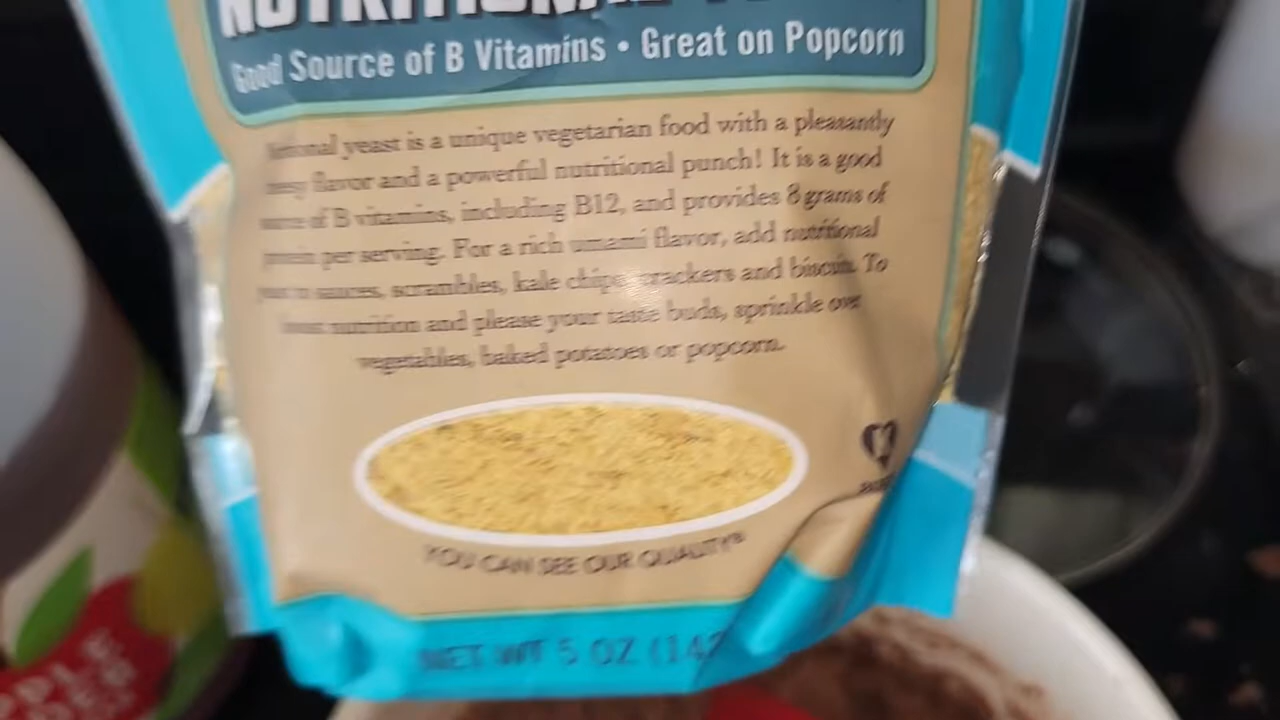 NUTRITIONAL
Good Source of B Vitamins • Great on Popcorn
yeast is a unique vegetarian food with a pleasantly
flavor and a powerful nutritional punch! It is a good
of B vitamins, including B12, and provides 8 grams of
per serving. For a rich umami flavor, add nutritional
sauces, scrambles, kale chips, crackers and biscuits. To
nutrition and please your taste buds, sprinkle over
vegetables, baked potatoes or popcorn.
YOU CAN SEE OUR QUALITY®
NET WT 5 OZ (142